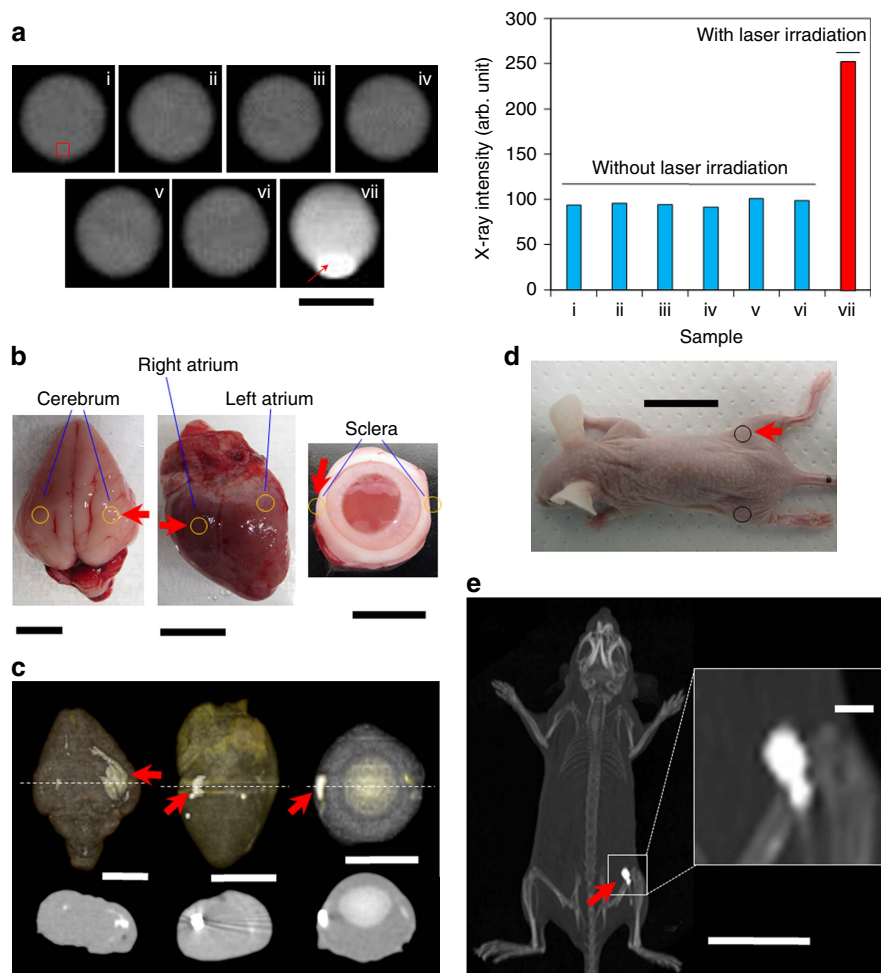 a
i
ii
iii
iv
v
vi
vii
X-ray intensity (arb. unit)
300
250
200
150
100
50
0
With laser irradiation
Without laser irradiation
i
ii
iii
iv
v
vi
vii
Sample
b
Right atrium
Cerebrum
Left atrium
Sclera
d
c
e